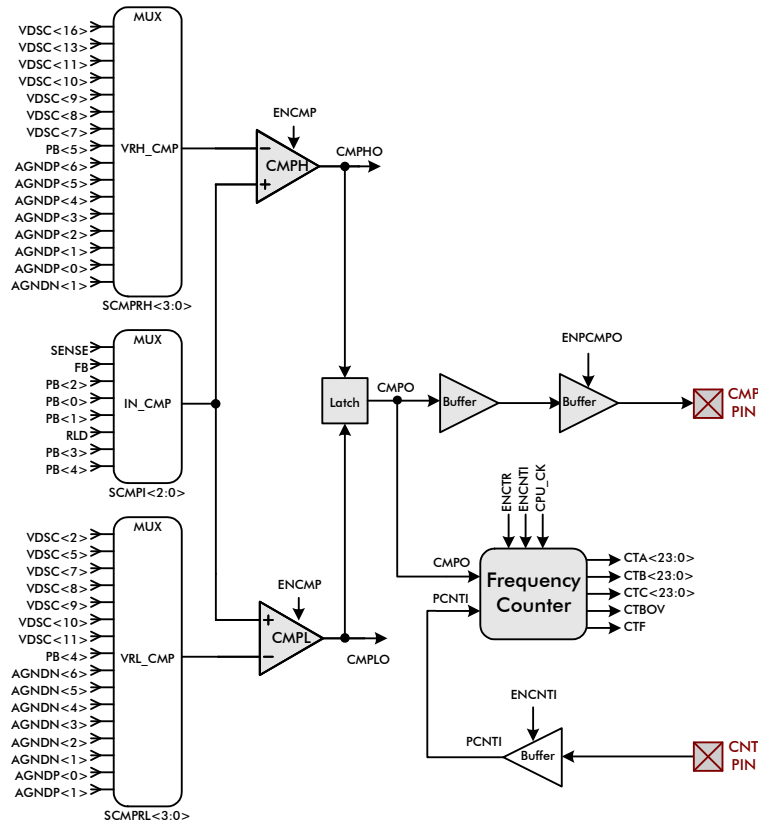 MUX
VDSC<16>
VDSC<13>
VDSC<11>
VDSC<10>
VDSC<9>
VDSC<8>
VDSC<7>
PB<5>
AGNDP<6>
AGNDP<5>
AGNDP<4>
AGNDP<3>
AGNDP<2>
AGNDP<1>
AGNDP<0>
AGNDN<1>
VRH_CMP
SCMPRH<3:0>
ENCMP
CMPH
CMPHO
MUX
SENSE
FB
PB<2>
PB<0>
PB<1>
RLD
PB<3>
PB<4>
IN_CMP
SCMPI<2:0>
Latch
CMPO
Buffer
ENPCMPO
Buffer
CMP
PIN
MUX
VDSC<2>
VDSC<5>
VDSC<7>
VDSC<8>
VDSC<9>
VDSC<10>
VDSC<11>
PB<4>
AGNDN<6>
AGNDN<5>
AGNDN<4>
AGNDN<3>
AGNDN<2>
AGNDN<1>
AGNDP<0>
AGNDP<1>
VRL_CMP
SCMPRL<3:0>
ENCMP
CMPL
CMPLO
ENCTR
ENCNTI
CPU_CK
CMPO
PCNTI
Frequency
Counter
CTA<23:0>
CTB<23:0>
CTC<23:0>
CTBOV
CTF
ENCNTI
PCNTI
Buffer
CNT
PIN